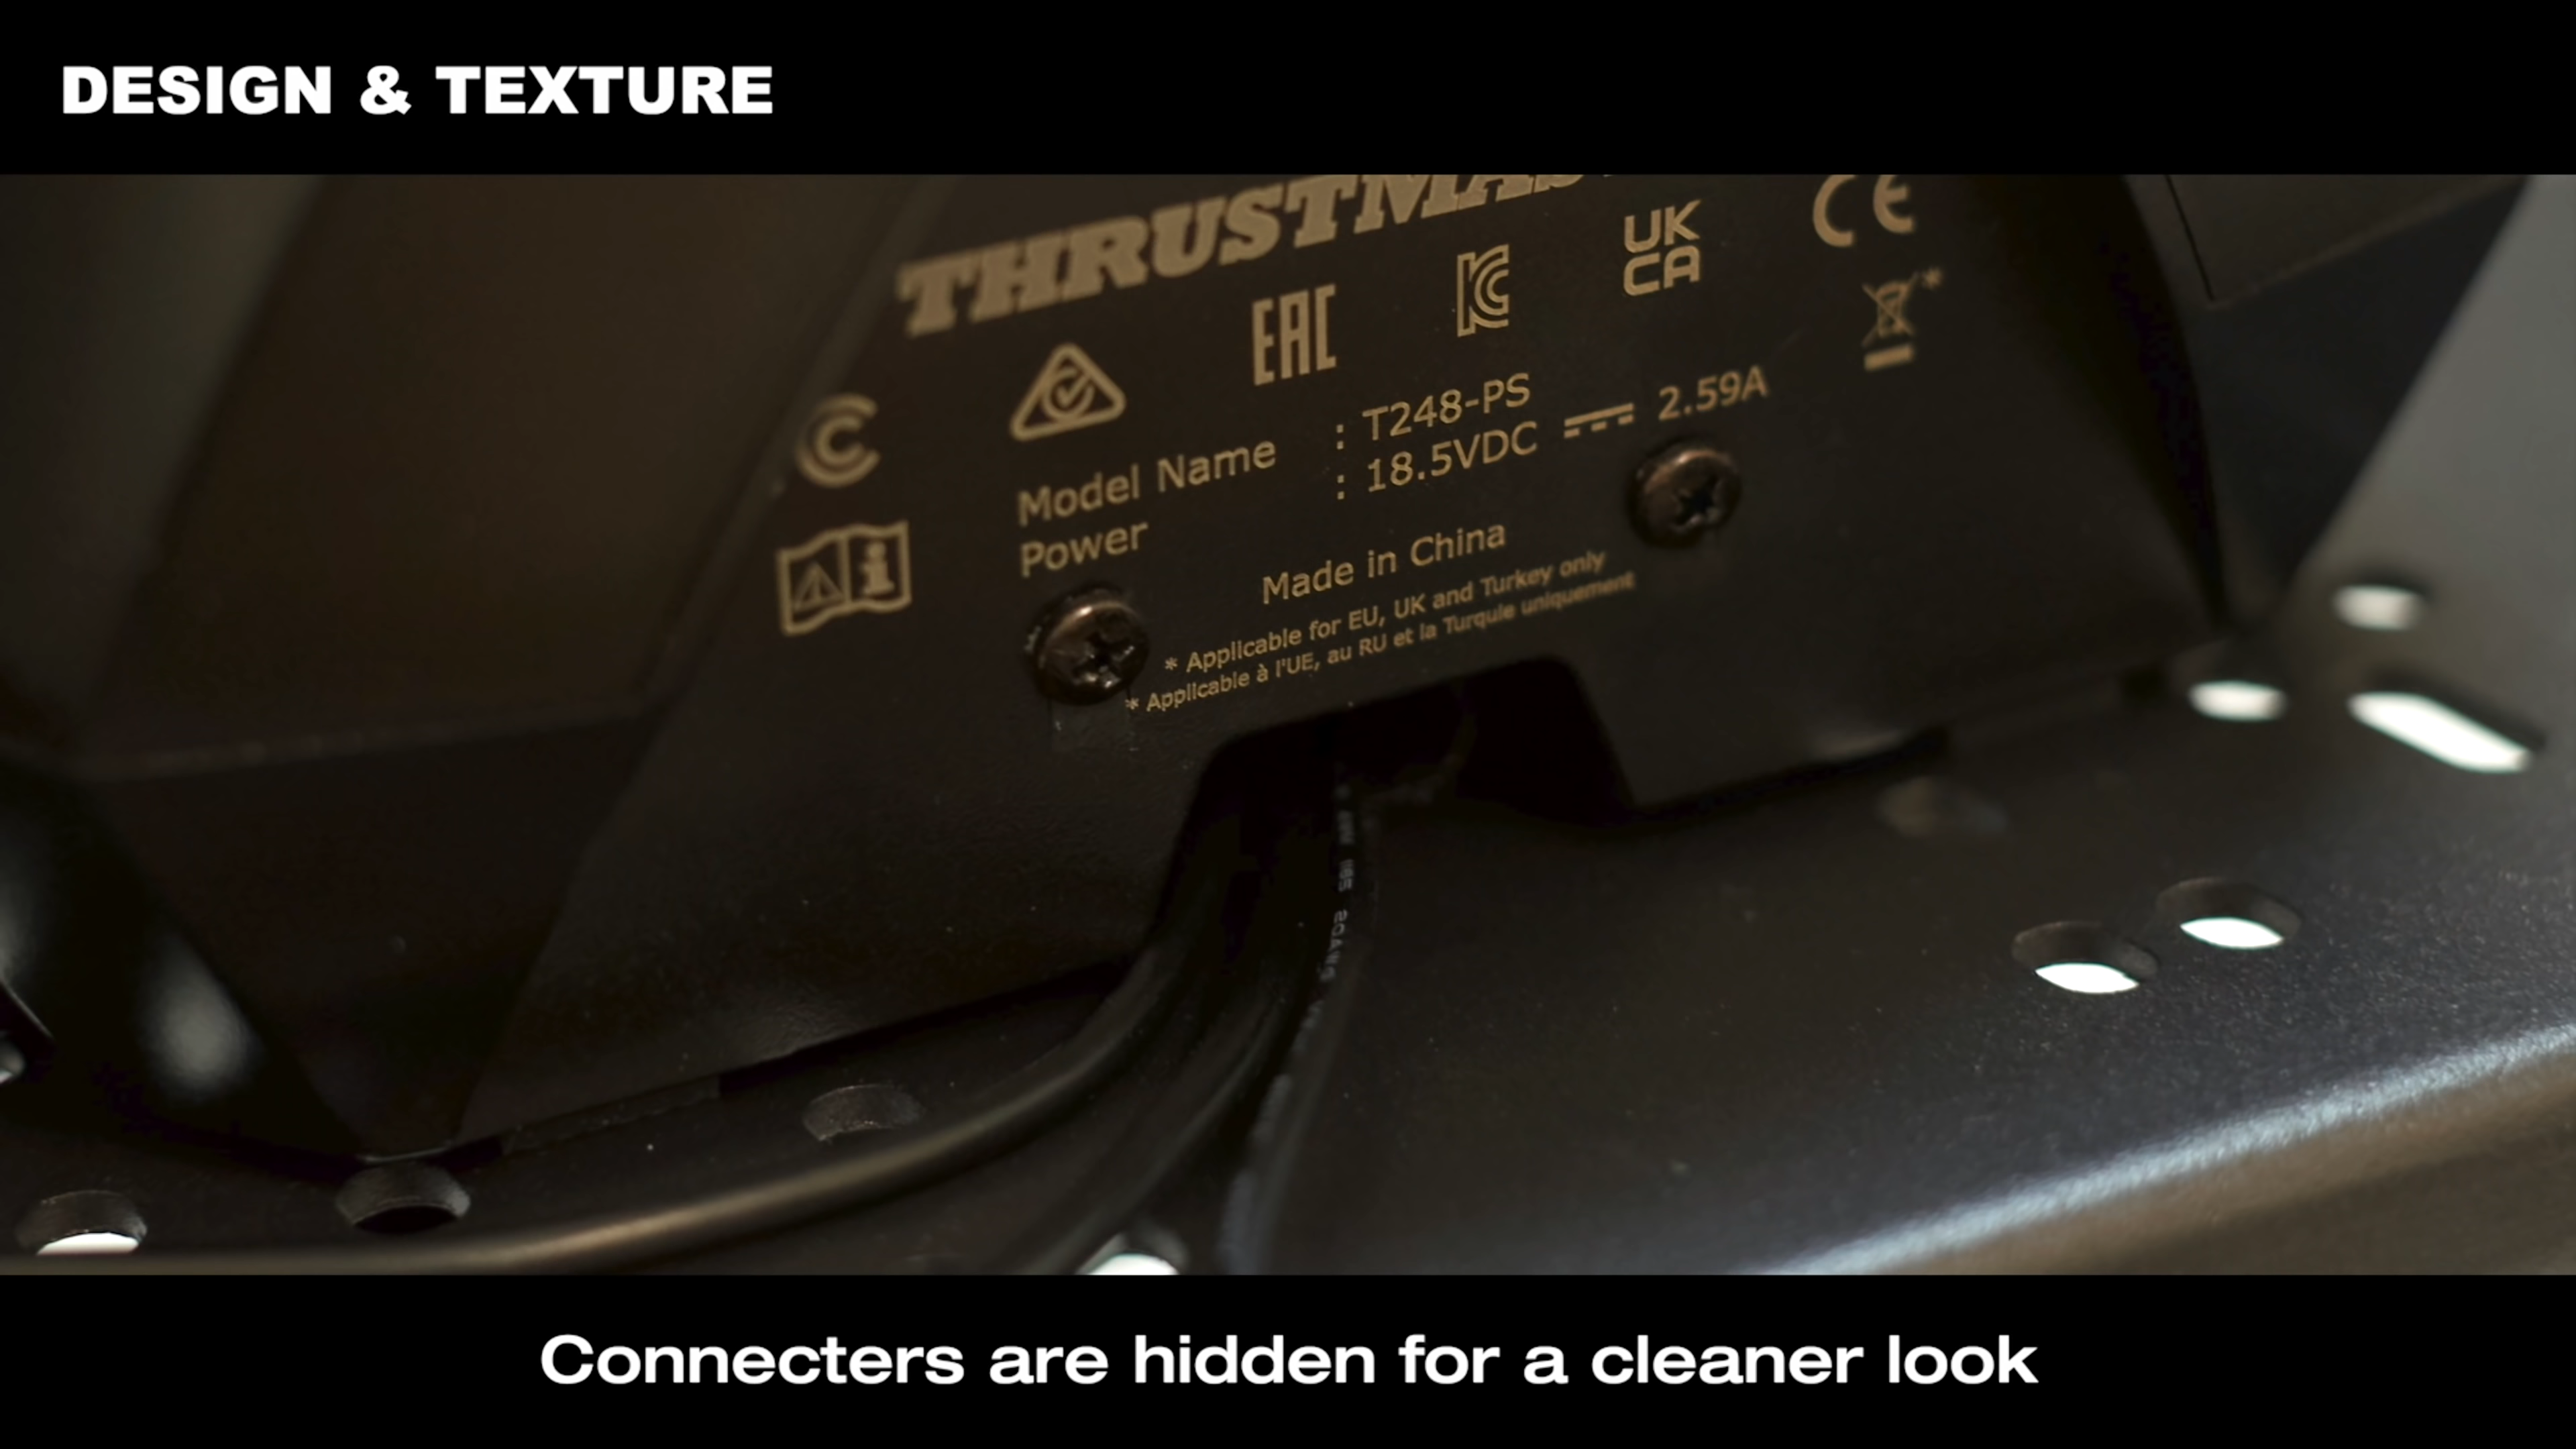 DESIGN & TEXTURE
THRUSTMAS
UK
CA
CE
EAC
Model Name : T248-PS
Power : 18.5VDC 2.59A
Made in China
* Applicable for EU, UK and Turkey only
* Applicable à l'UE, au RU et la Turquie uniquement
Connecters are hidden for a cleaner look